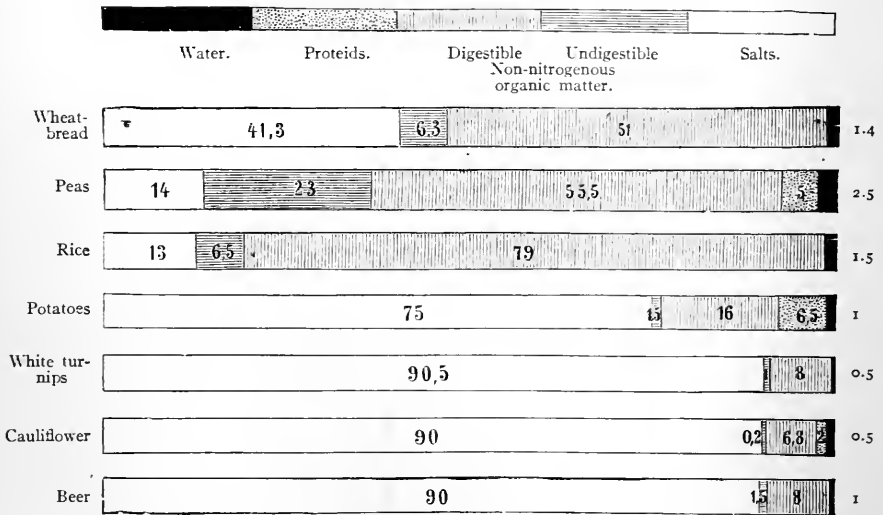 Water. Proteids. Digestible Undigestible Salts.
Non-nitrogenous
organic matter.
Wheat-
bread 41,3 6,3 51 1.4
Peas 14 23 55,5 5 2.5
Rice 13 6,5 79 1.5
Potatoes 75 1,5 16 6,5 1
White tur-
nips 90,5 8 0.5
Cauliflower 90 0,2 6,8 0.5
Beer 90 1,5 8 1